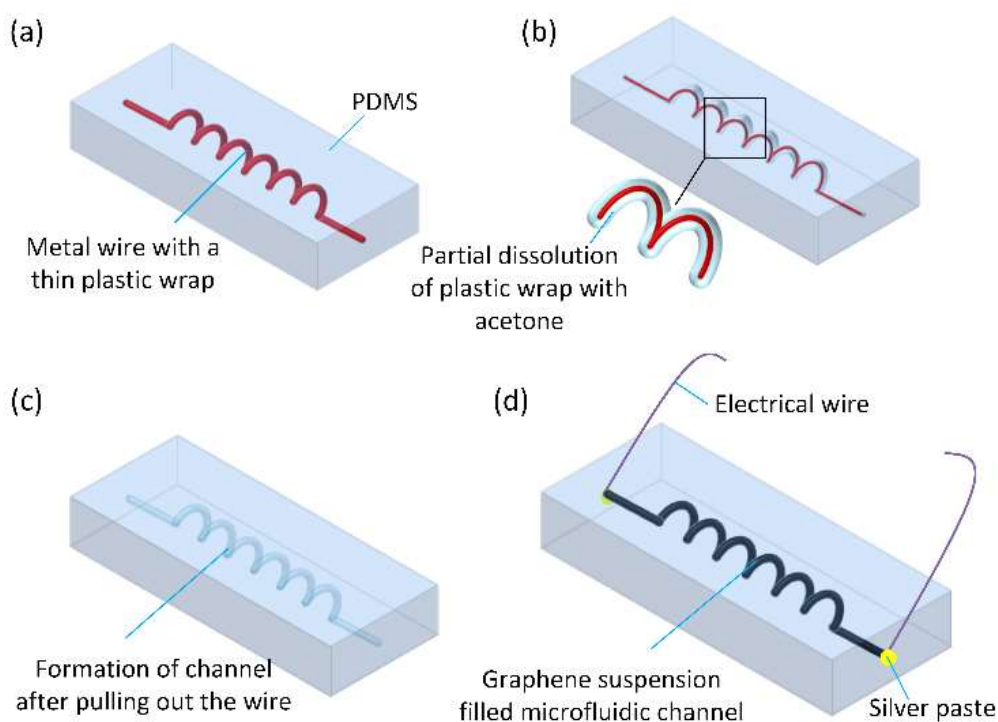 (a)
PDMS
Metal wire with a
thin plastic wrap
(b)
Partial dissolution
of plastic wrap with
acetone
(c)
Formation of channel
after pulling out the wire
(d)
Electrical wire
Graphene suspension
filled microfluidic channel
Silver paste